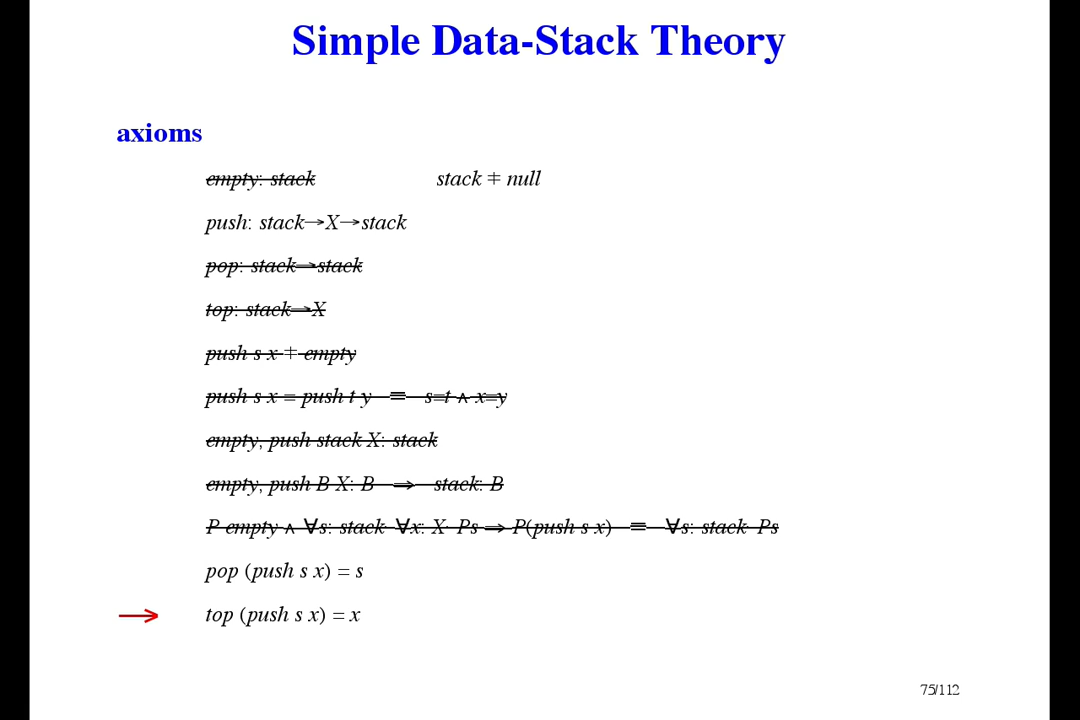 Simple Data-Stack Theory
axioms
empty: stack stack ≠ null
push: stack→X→stack
pop: stack→stack
top: stack→X
push s x ≠ empty
push s x = push t y ≡ s=t ∧ x=y
empty, push stack X: stack
empty, push B X: B ⇒ stack: B
P empty ∧ ∀s: stack· ∀x: X· Ps ⇒ P(push s x) ≡ ∀s: stack· Ps
pop (push s x) = s
→ top (push s x) = x
75/112